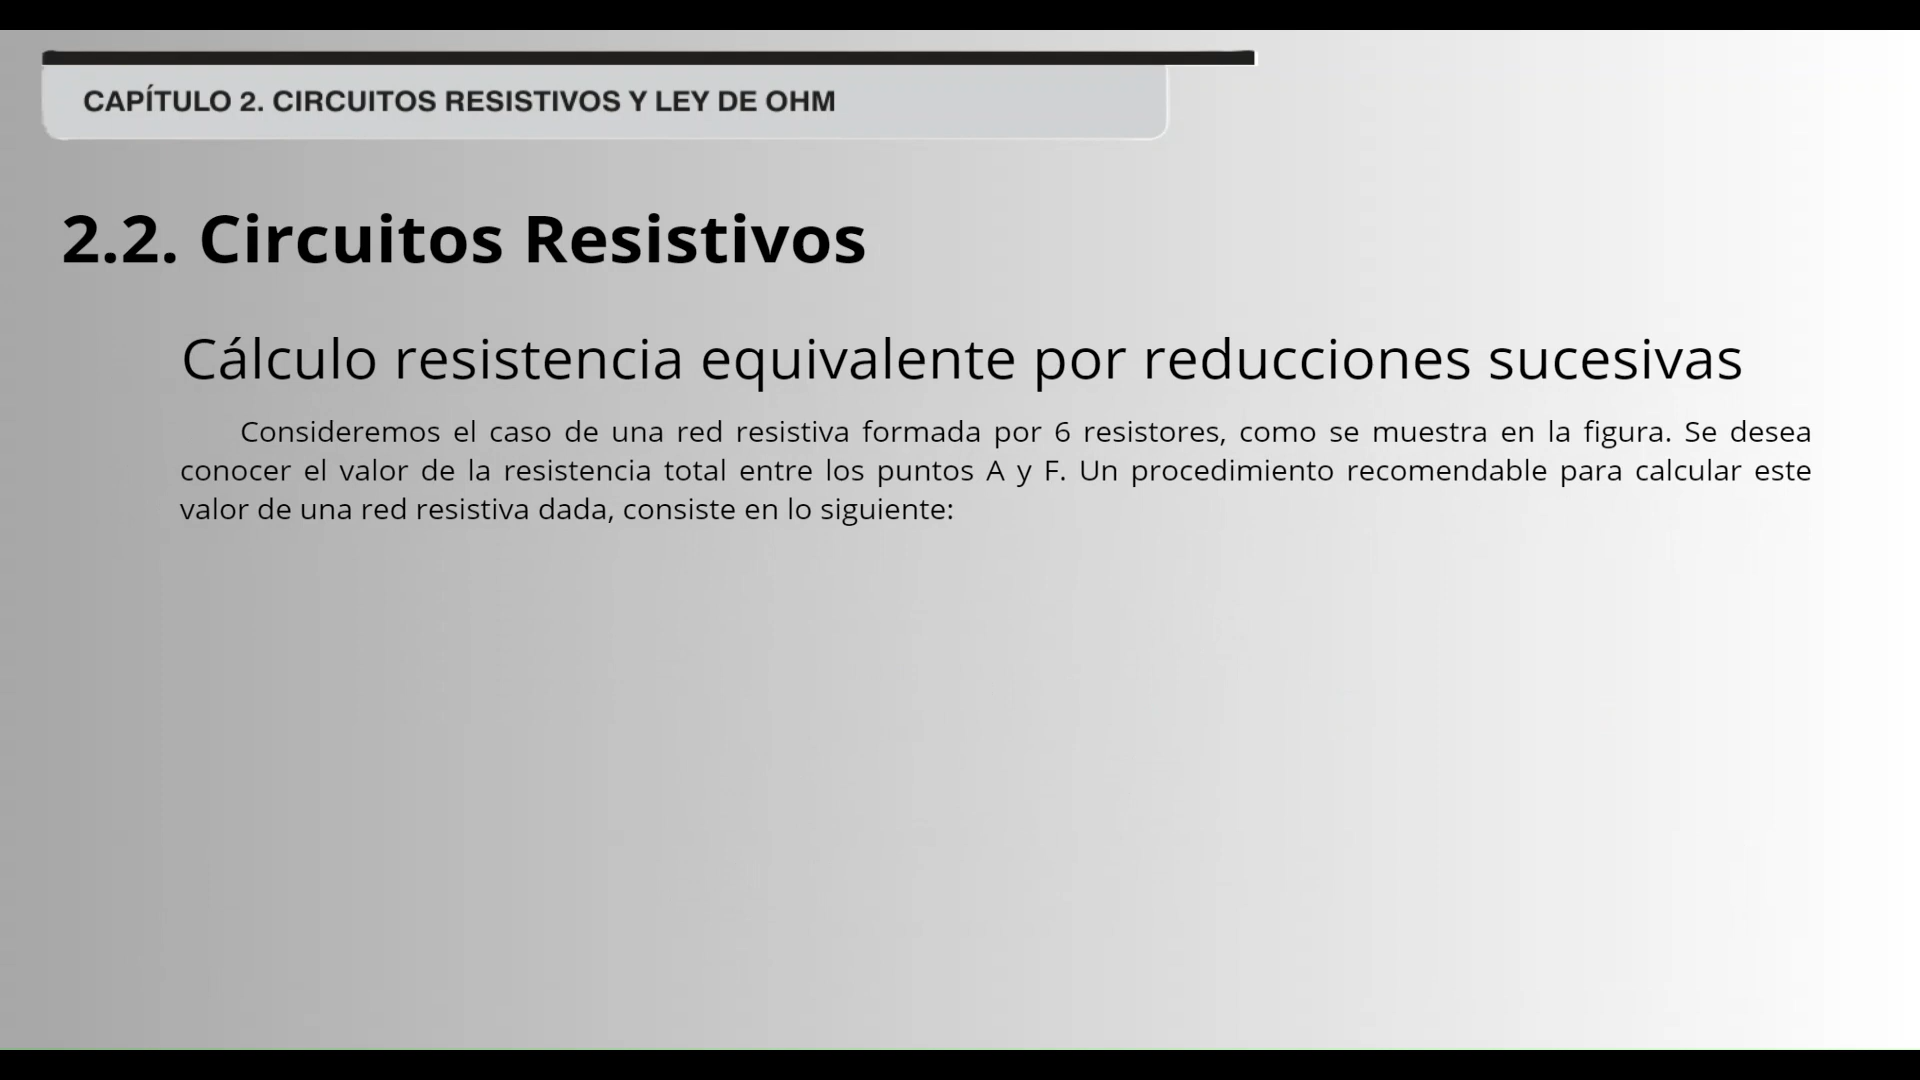 CAPÍTULO 2. CIRCUITOS RESISTIVOS Y LEY DE OHM
2.2. Circuitos Resistivos
Cálculo resistencia equivalente por reducciones sucesivas
Consideremos el caso de una red resistiva formada por 6 resistores, como se muestra en la figura. Se desea
conocer el valor de la resistencia total entre los puntos A y F. Un procedimiento recomendable para calcular este
valor de una red resistiva dada, consiste en lo siguiente: